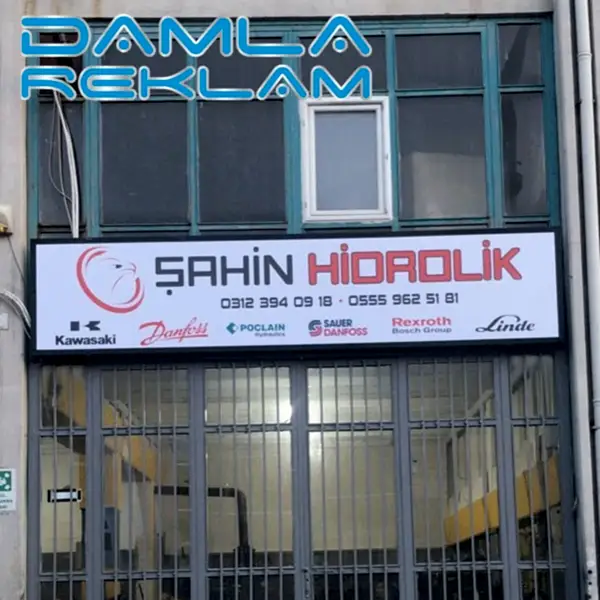 DAMLA
REKLAM
ŞAHİN HİDROLİK
0312 394 09 18 - 0555 962 51 81
Kawasaki
Danfoss
POCLAIN
Hydraulics
SAUER
DANFOSS
Rexroth
Bosch Group
Linde